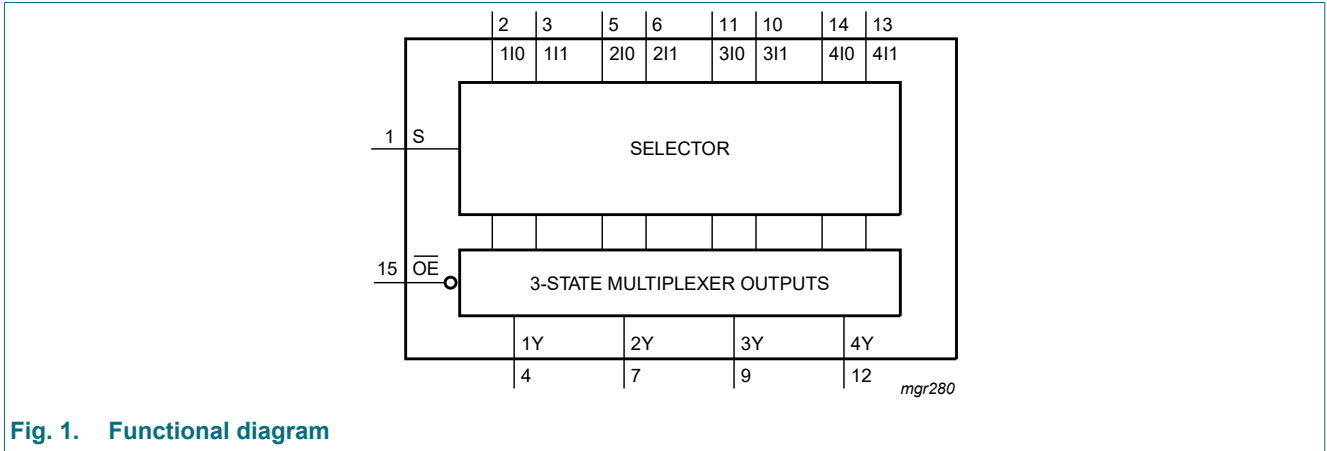 2 3 5 6 11 10 14 13
1I0 1I1 2I0 2I1 3I0 3I1 4I0 4I1
1 S
SELECTOR
15 O̅E̅
3-STATE MULTIPLEXER OUTPUTS
1Y 2Y 3Y 4Y
4 7 9 12
mgr280
Fig. 1. Functional diagram